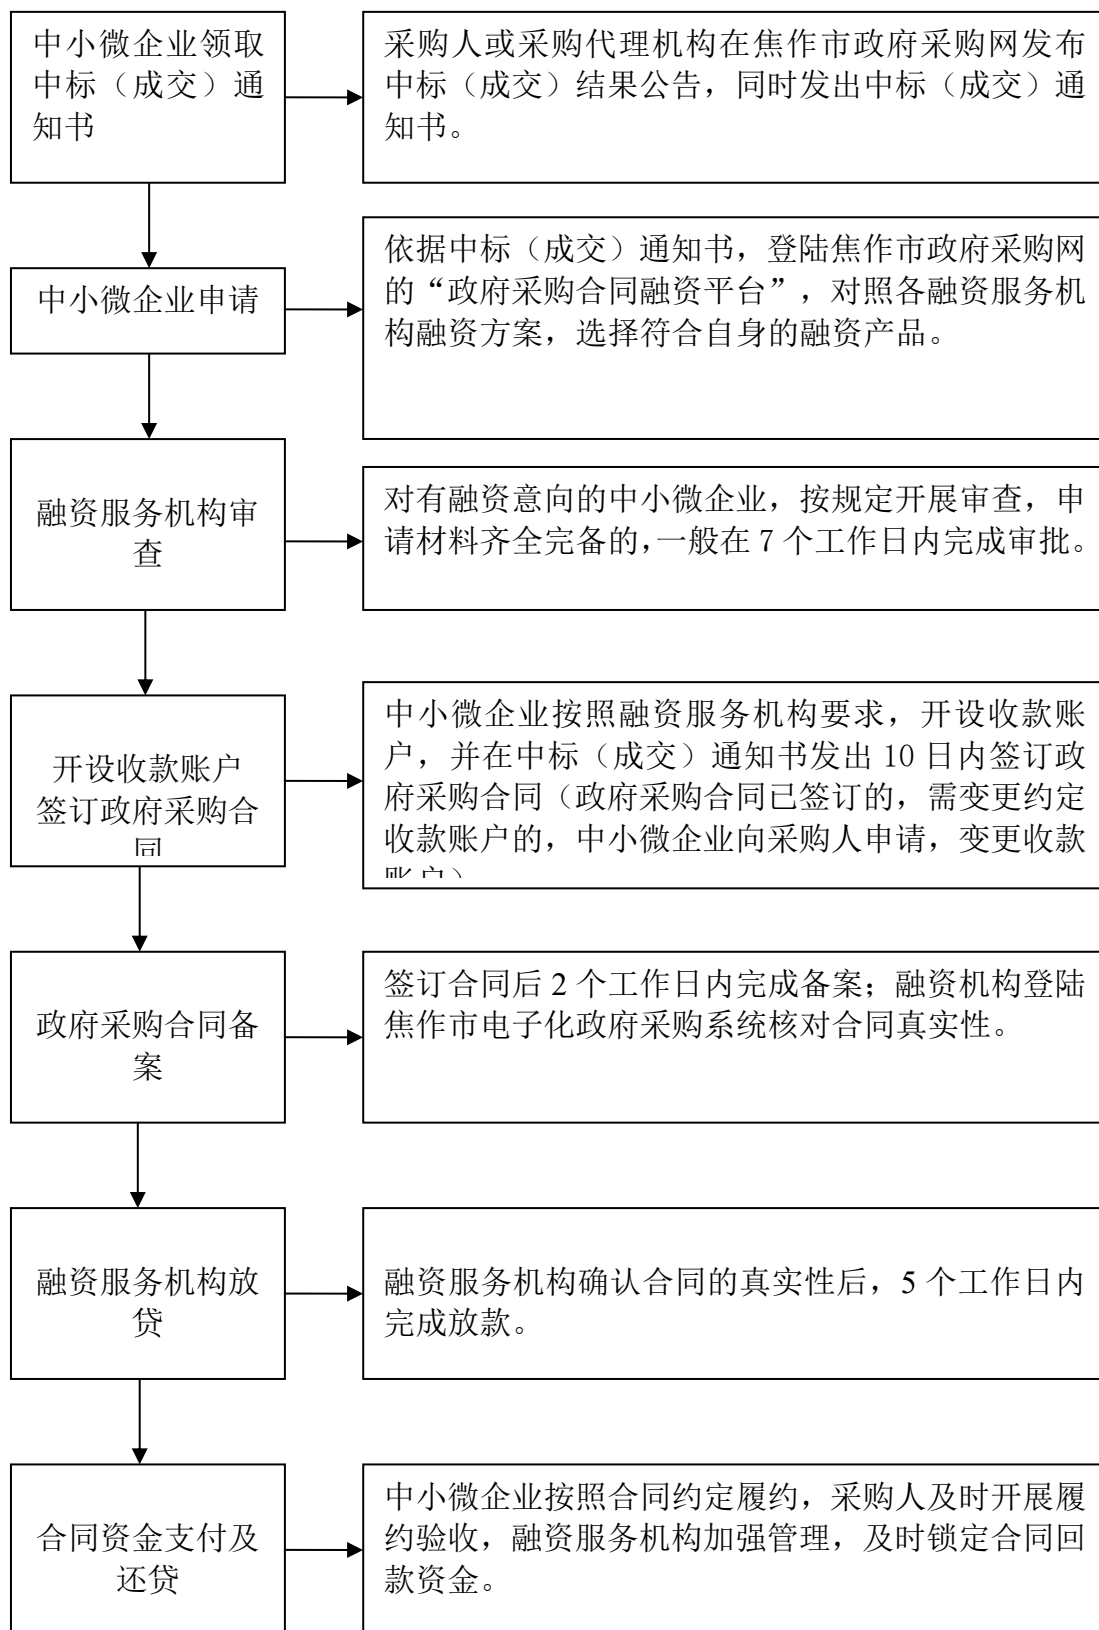 中小微企业领取
中标（成交）通
知书
采购人或采购代理机构在焦作市政府采购网发布
中标（成交）结果公告，同时发出中标（成交）通
知书。
中小微企业申请
依据中标（成交）通知书，登陆焦作市政府采购网
的“政府采购合同融资平台”，对照各融资服务机
构融资方案，选择符合自身的融资产品。
融资服务机构审
查
对有融资意向的中小微企业，按规定开展审查，申
请材料齐全完备的，一般在 7 个工作日内完成审批。
开设收款账户
签订政府采购合
同
中小微企业按照融资服务机构要求，开设收款账
户，并在中标（成交）通知书发出 10 日内签订政
府采购合同（政府采购合同已签订的，需变更约定
收款账户的，中小微企业向采购人申请，变更收款
账户）
政府采购合同备
案
签订合同后 2 个工作日内完成备案；融资机构登陆
焦作市电子化政府采购系统核对合同真实性。
融资服务机构放
贷
融资服务机构确认合同的真实性后，5 个工作日内
完成放款。
合同资金支付及
还贷
中小微企业按照合同约定履约，采购人及时开展履
约验收，融资服务机构加强管理，及时锁定合同回
款资金。